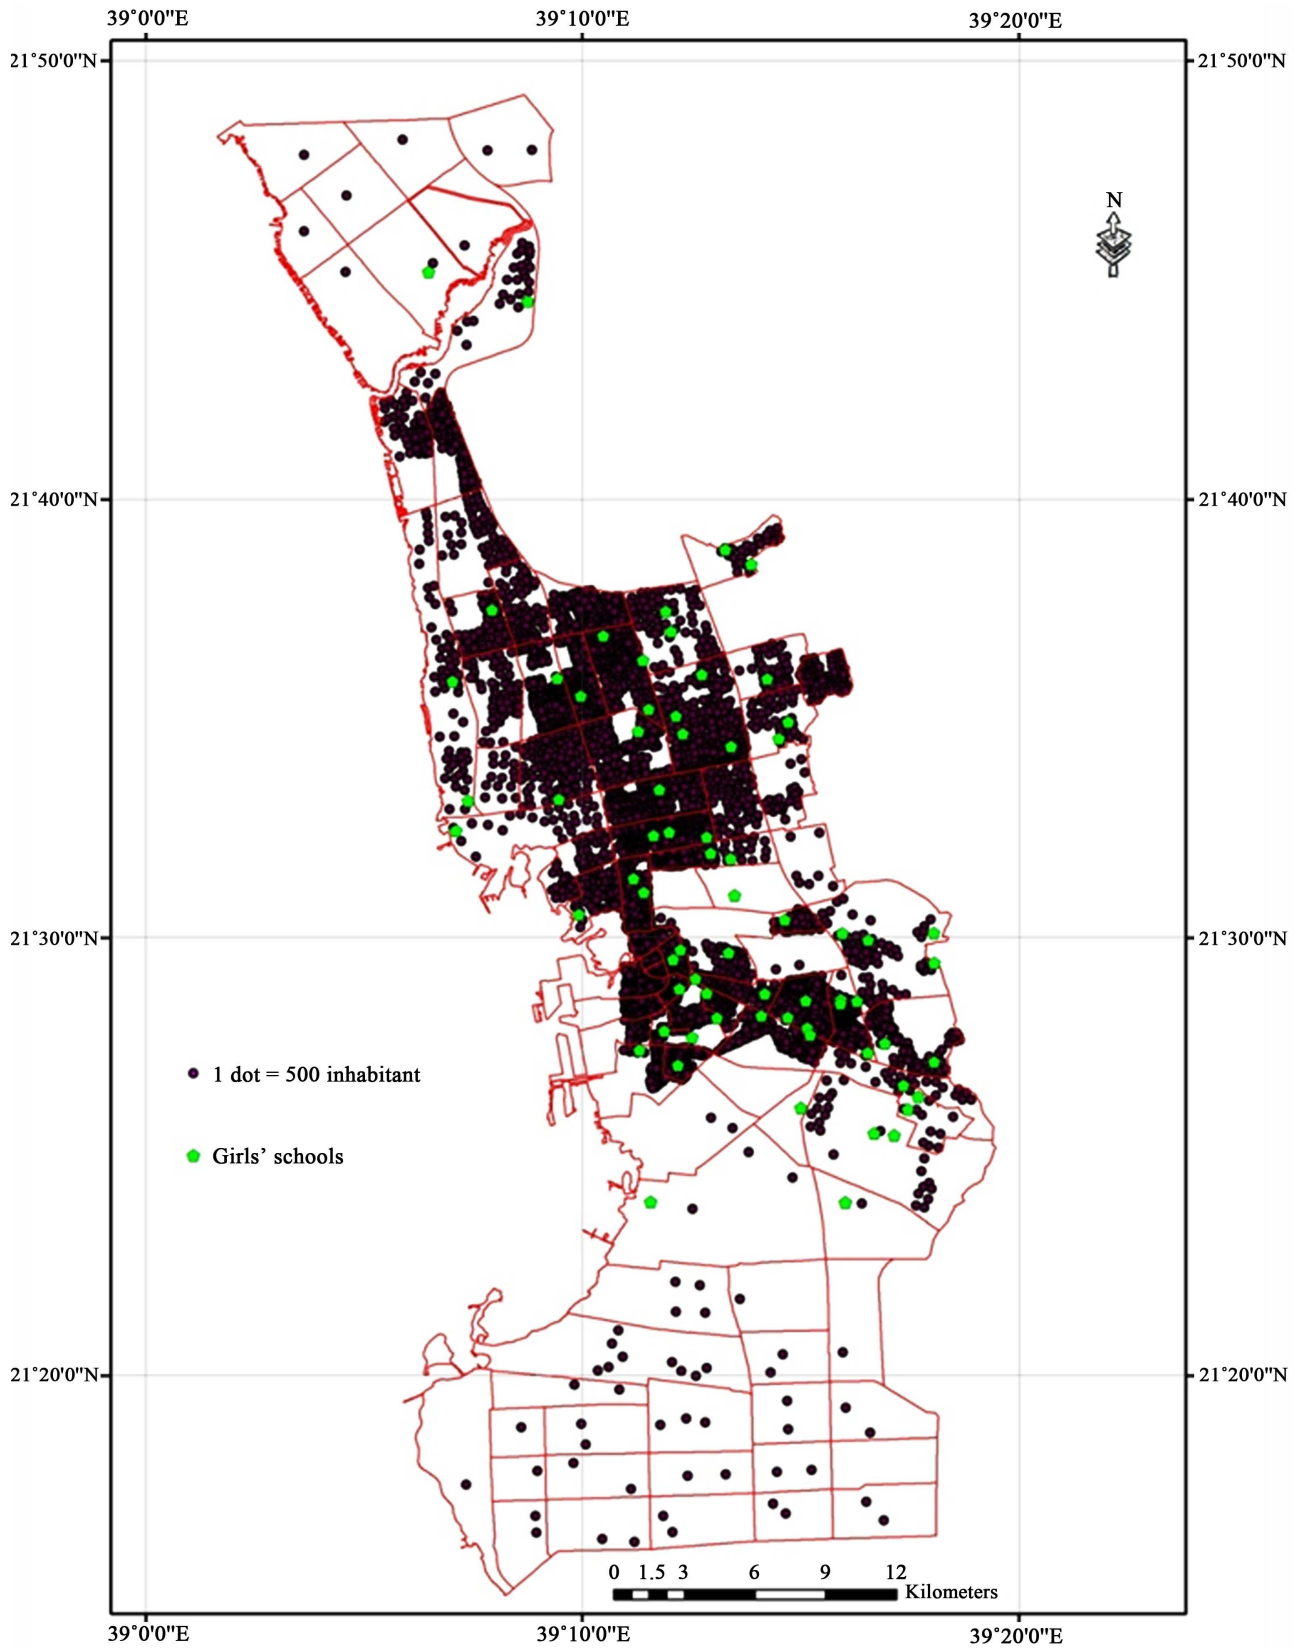 39°0'0"E 39°10'0"E 39°20'0"E
21°50'0"N 21°50'0"N
N
21°40'0"N 21°40'0"N
21°30'0"N 21°30'0"N
1 dot = 500 inhabitant
Girls’ schools
21°20'0"N 21°20'0"N
0 1.5 3 6 9 12
Kilometers
39°0'0"E 39°10'0"E 39°20'0"E